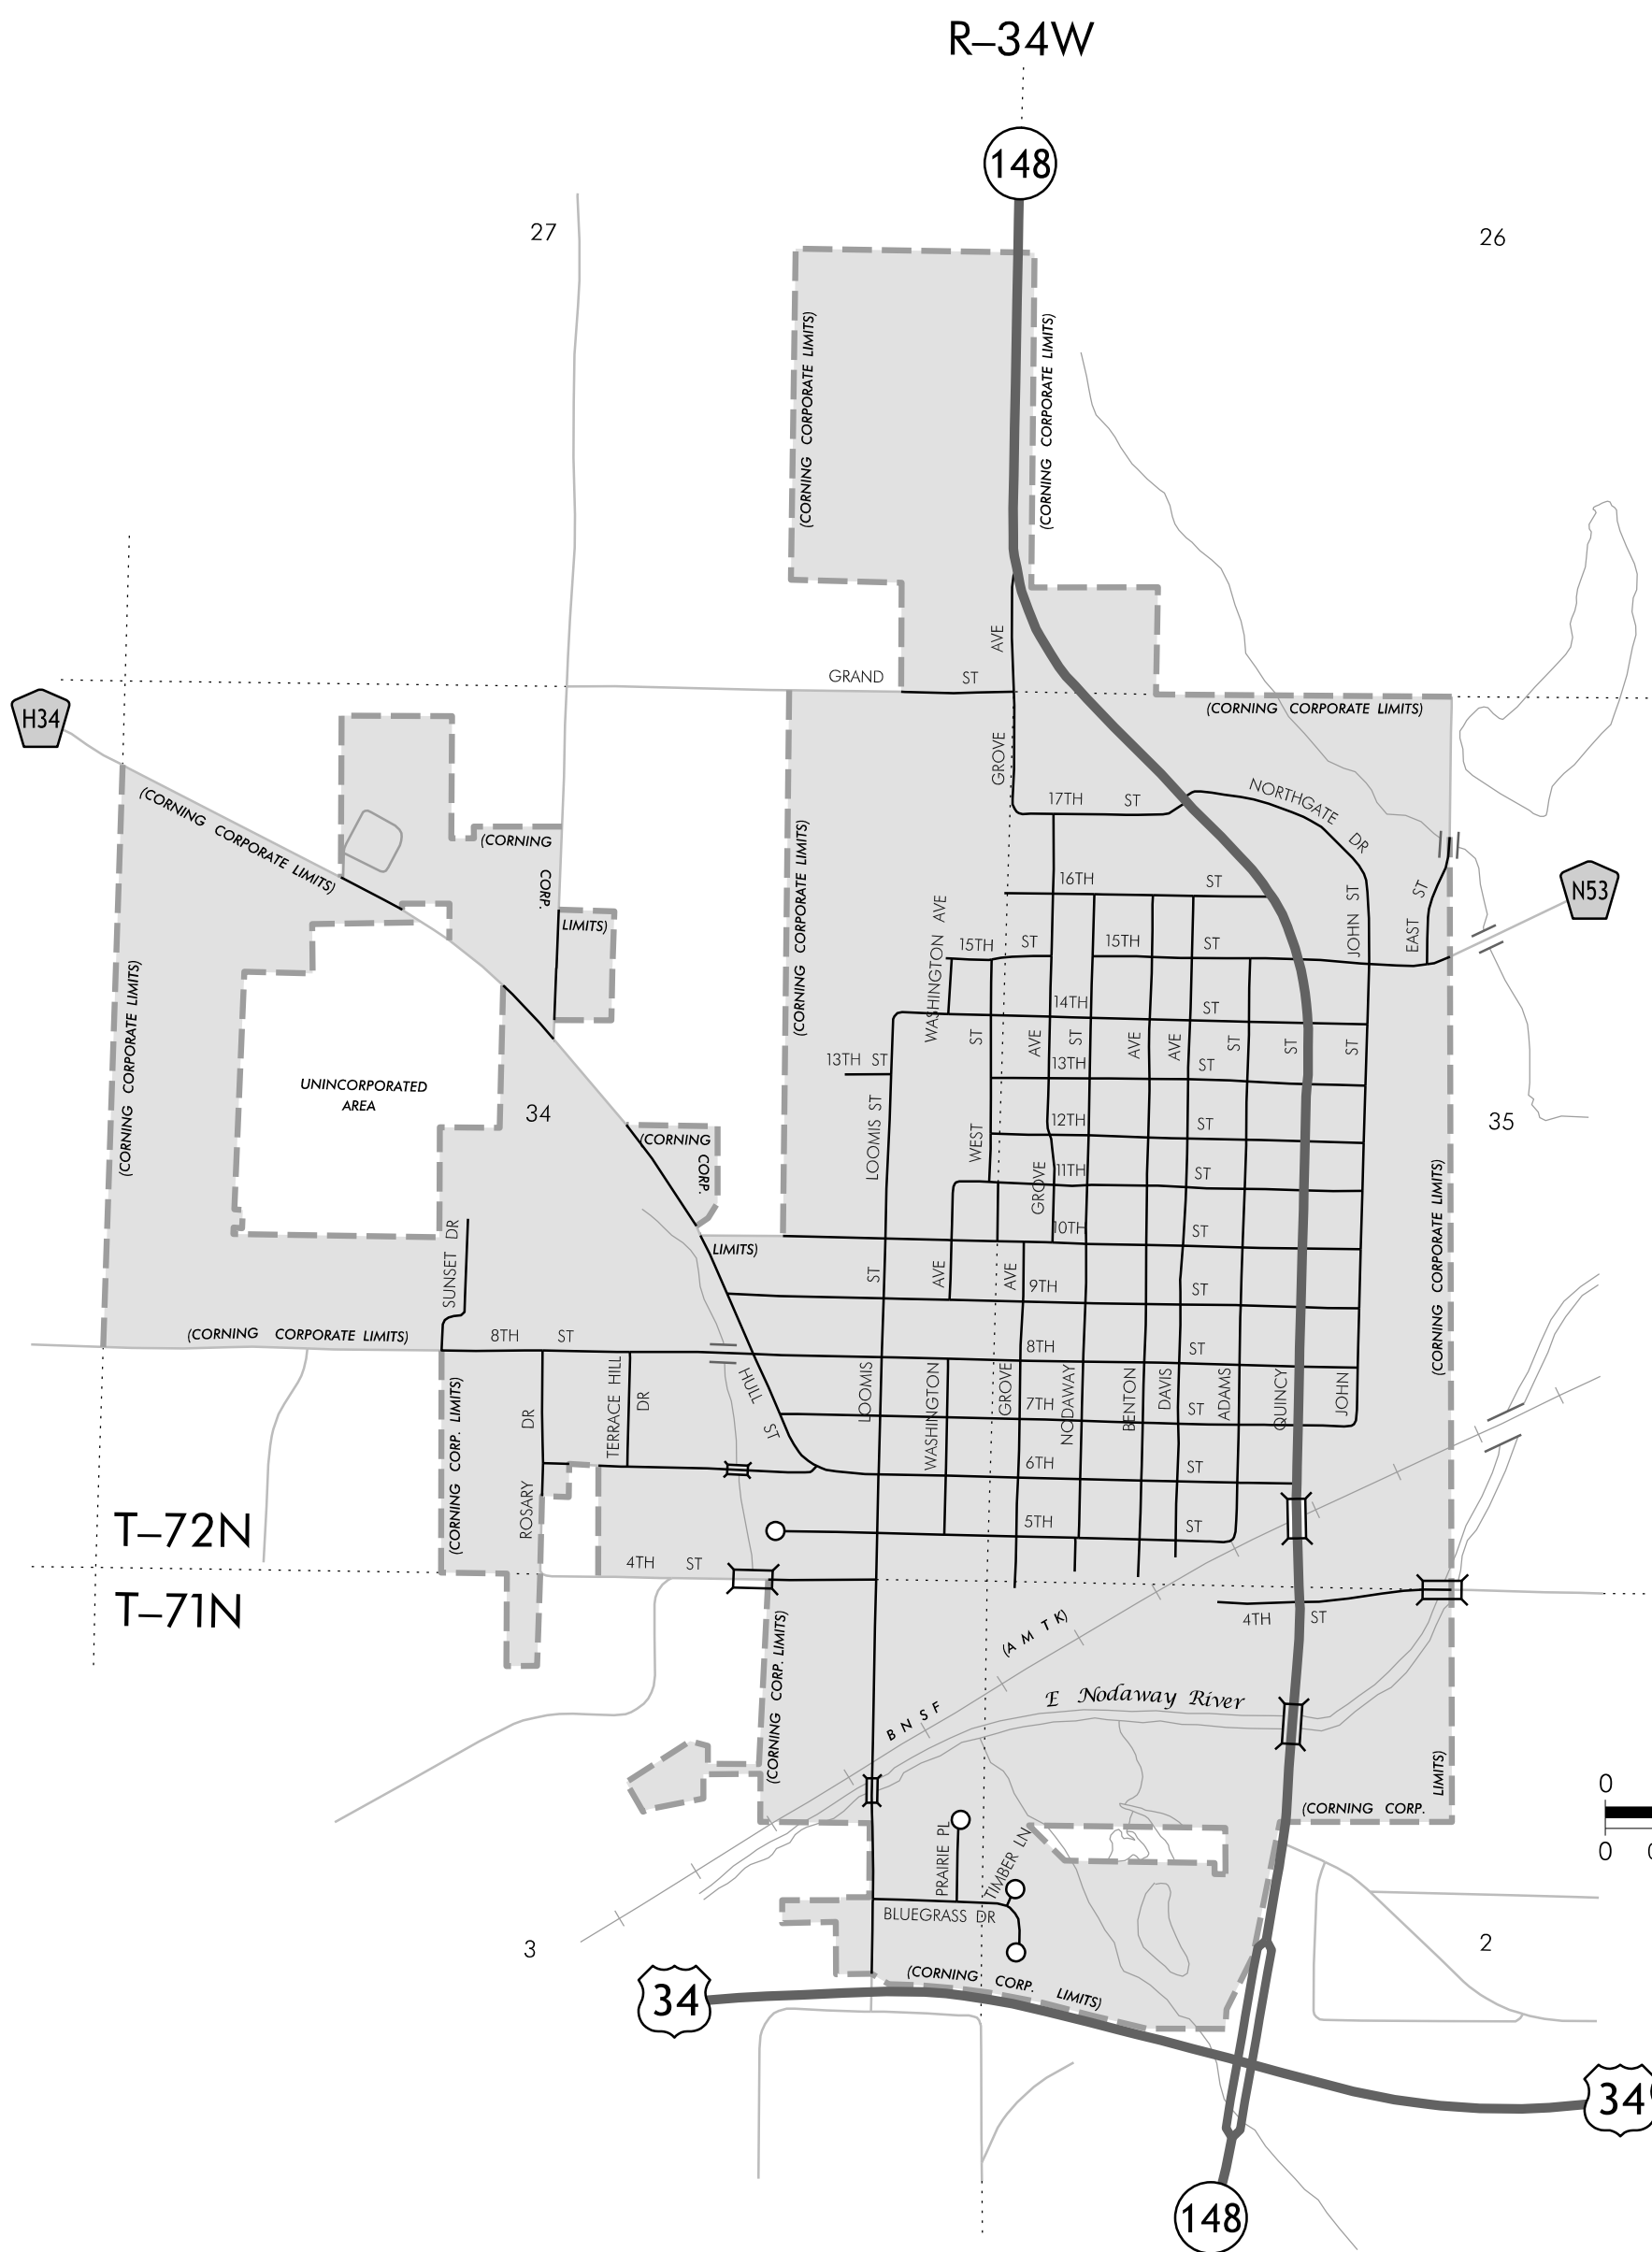 R–34W
148
27
26
(CORNING CORPORATE LIMITS)
(CORNING CORPORATE LIMITS)
AVE
GRAND ST
H34
(CORNING CORPORATE LIMITS)
GROVE
(CORNING CORPORATE LIMITS)
17TH ST
NORTHGATE DR
(CORNING
CORP.
LIMITS)
(CORNING CORPORATE LIMITS)
16TH ST
JOHN ST
EAST ST
N53
WASHINGTON AVE
15TH ST
15TH ST
14TH ST
(CORNING CORPORATE LIMITS)
ST
AVE
ST
AVE
AVE
ST
ST
ST
13TH ST
13TH ST
UNINCORPORATED
AREA
34
35
LOOMIS ST
WEST
12TH ST
(CORNING
CORP.
LIMITS)
11TH ST
GROVE
(CORNING CORPORATE LIMITS)
10TH ST
SUNSET DR
ST
AVE
AVE
9TH ST
(CORNING CORPORATE LIMITS)
8TH ST
8TH ST
(CORNING CORP. LIMITS)
DR
ROSARY
TERRACE HILL
DR
HULL ST
LOOMIS
WASHINGTON
GROVE
NODAWAY
BENTON
DAVIS
ADAMS
QUINCY
JOHN
7TH ST
6TH ST
5TH ST
T–72N
4TH ST
T–71N
4TH ST
(AMTK)
BNSF
E Nodaway River
(CORNING CORP. LIMITS)
(CORNING CORP.
LIMITS)
0
0
PRAIRIE PL
TIMBER LN
BLUEGRASS DR
3
2
(CORNING CORP. LIMITS)
34
34
148